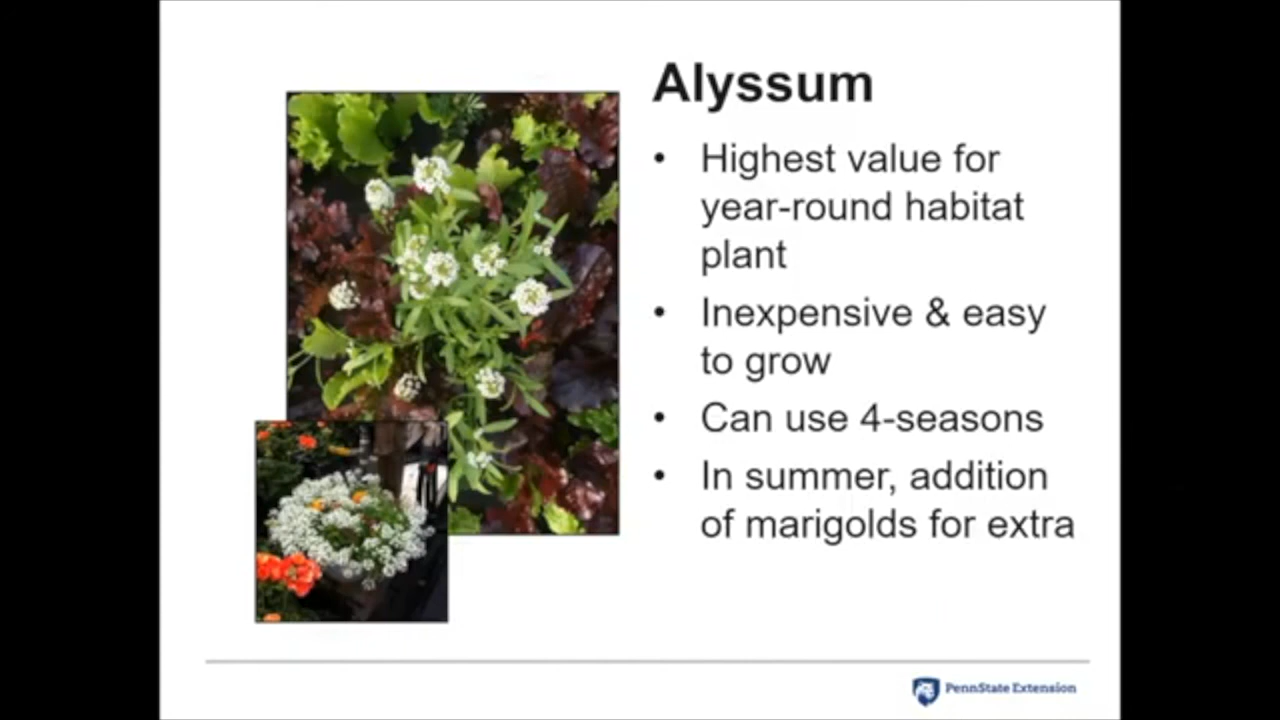 Alyssum
• Highest value for
year-round habitat
plant
• Inexpensive & easy
to grow
• Can use 4-seasons
• In summer, addition
of marigolds for extra
PennState Extension